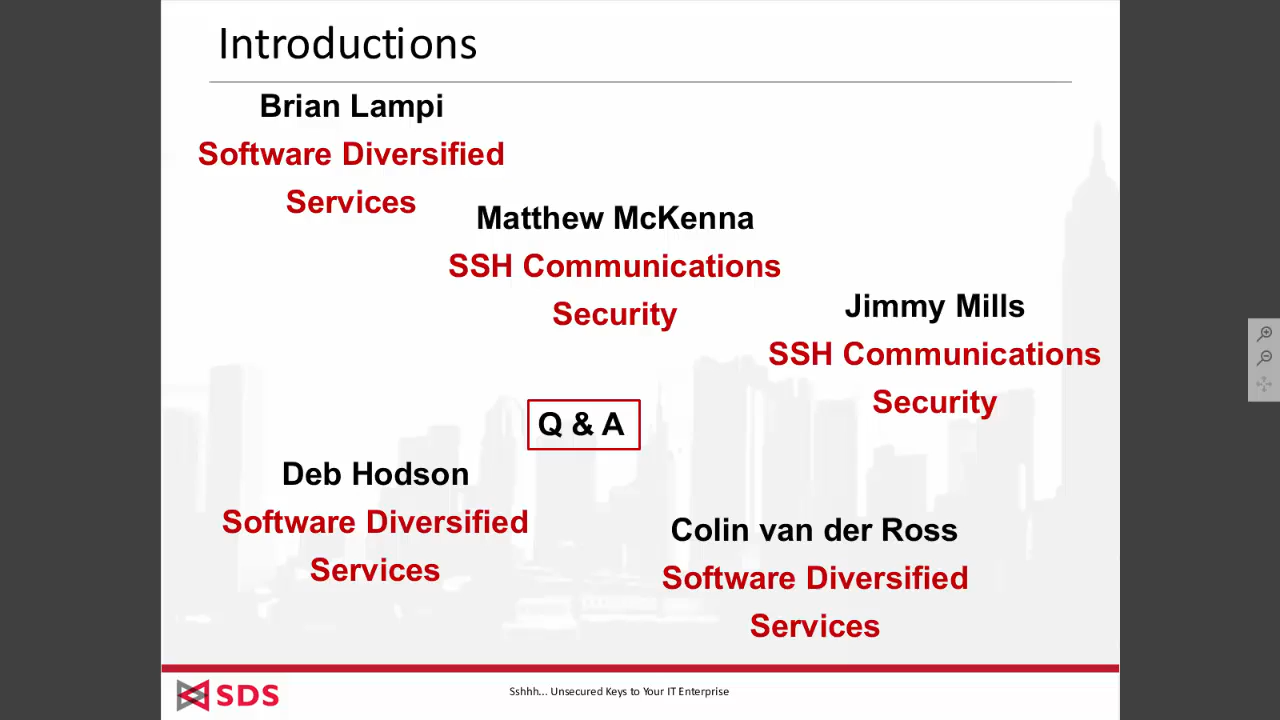 Introductions
Brian Lampi
Software Diversified
Services
Matthew McKenna
SSH Communications
Security
Jimmy Mills
SSH Communications
Security
Q & A
Deb Hodson
Software Diversified
Services
Colin van der Ross
Software Diversified
Services
SDS
Sshhh... Unsecured Keys to Your IT Enterprise